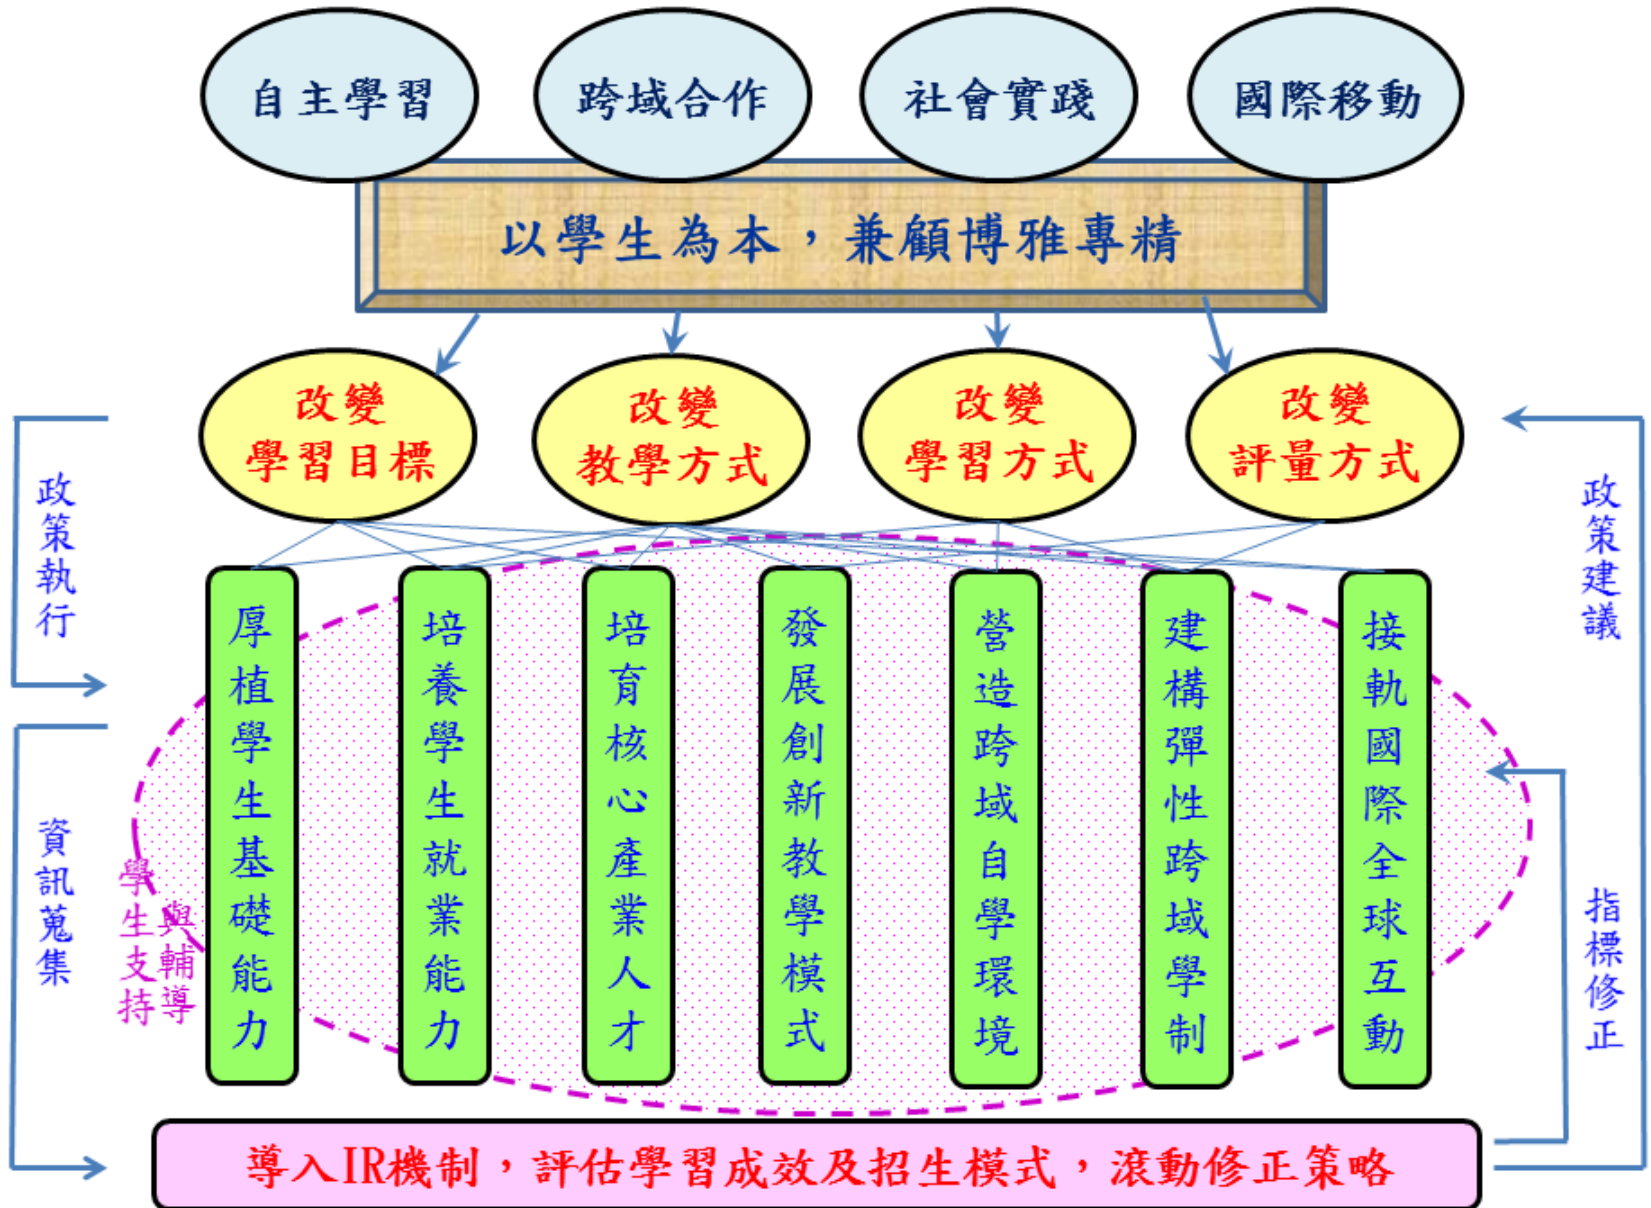 自主學習
跨域合作
社會實踐
國際移動
以學生為本，兼顧博雅專精
改變
學習目標
改變
教學方式
改變
學習方式
改變
評量方式
政策執行
政策建議
厚植學生基礎能力
培養學生就業能力
培育核心產業人才
發展創新教學模式
營造跨域自學環境
建構彈性跨域學制
接軌國際全球互動
資訊蒐集
學生支持
與輔導
指標修正
導入IR機制，評估學習成效及招生模式，滾動修正策略